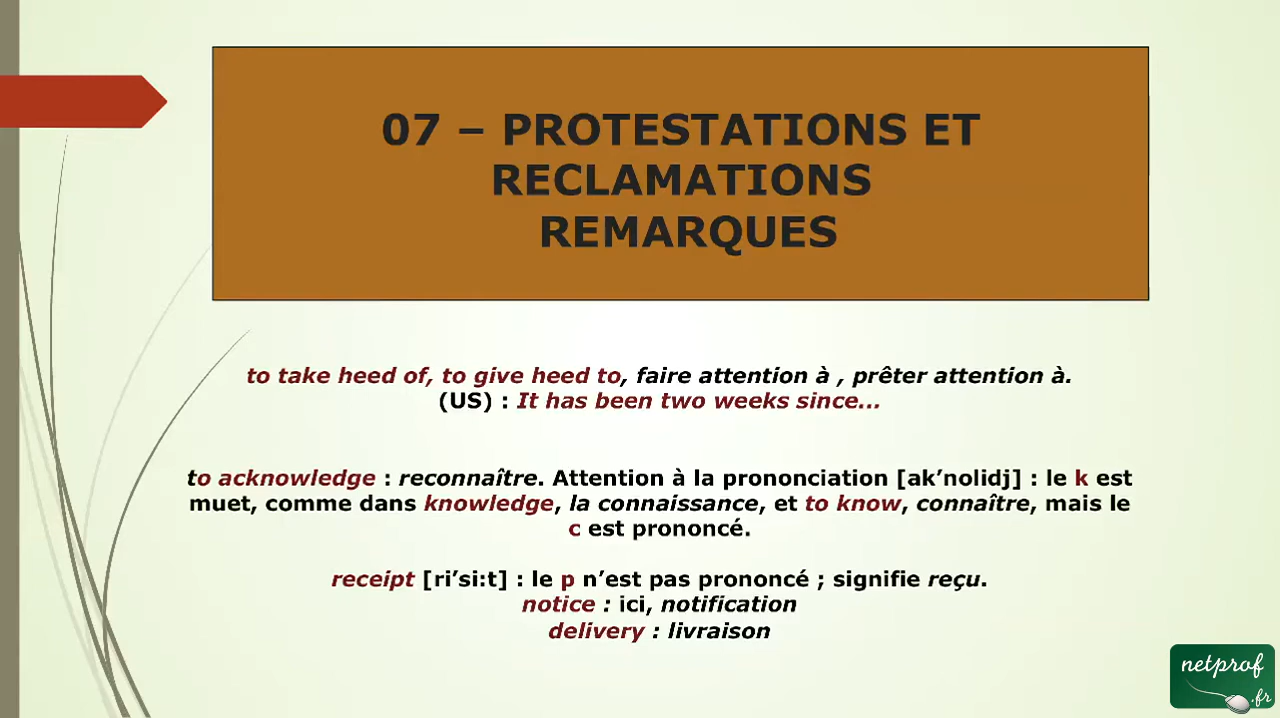 07 – PROTESTATIONS ET
RECLAMATIONS
REMARQUES
to take heed of, to give heed to, faire attention à , prêter attention à.
(US) : It has been two weeks since...
to acknowledge : reconnaître. Attention à la prononciation [ak’nolidj] : le k est
muet, comme dans knowledge, la connaissance, et to know, connaître, mais le
c est prononcé.
receipt [ri’si:t] : le p n’est pas prononcé ; signifie reçu.
notice : ici, notification
delivery : livraison
netprof
.fr